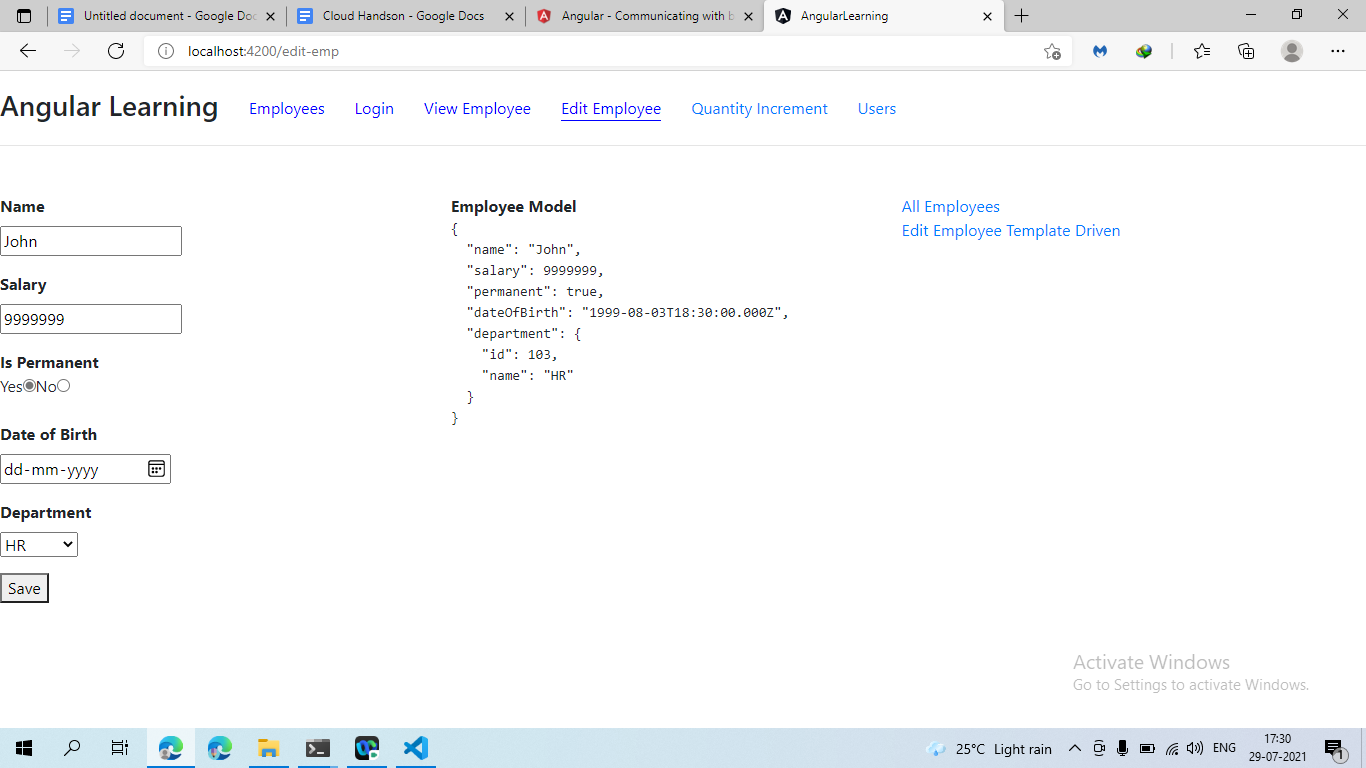 Untitled document - Google Doc
Cloud Handson - Google Docs
Angular - Communicating with b
AngularLearning
localhost:4200/edit-emp
Angular Learning
Employees
Login
View Employee
Edit Employee
Quantity Increment
Users
Name
John
Salary
9999999
Is Permanent
Yes No
Date of Birth
dd-mm-yyyy
Department
HR
Save
Employee Model
{
"name": "John",
"salary": 9999999,
"permanent": true,
"dateOfBirth": "1999-08-03T18:30:00.000Z",
"department": {
"id": 103,
"name": "HR"
}
}
All Employees
Edit Employee Template Driven
Activate Windows
Go to Settings to activate Windows.
25°C Light rain
ENG
17:30
29-07-2021
1